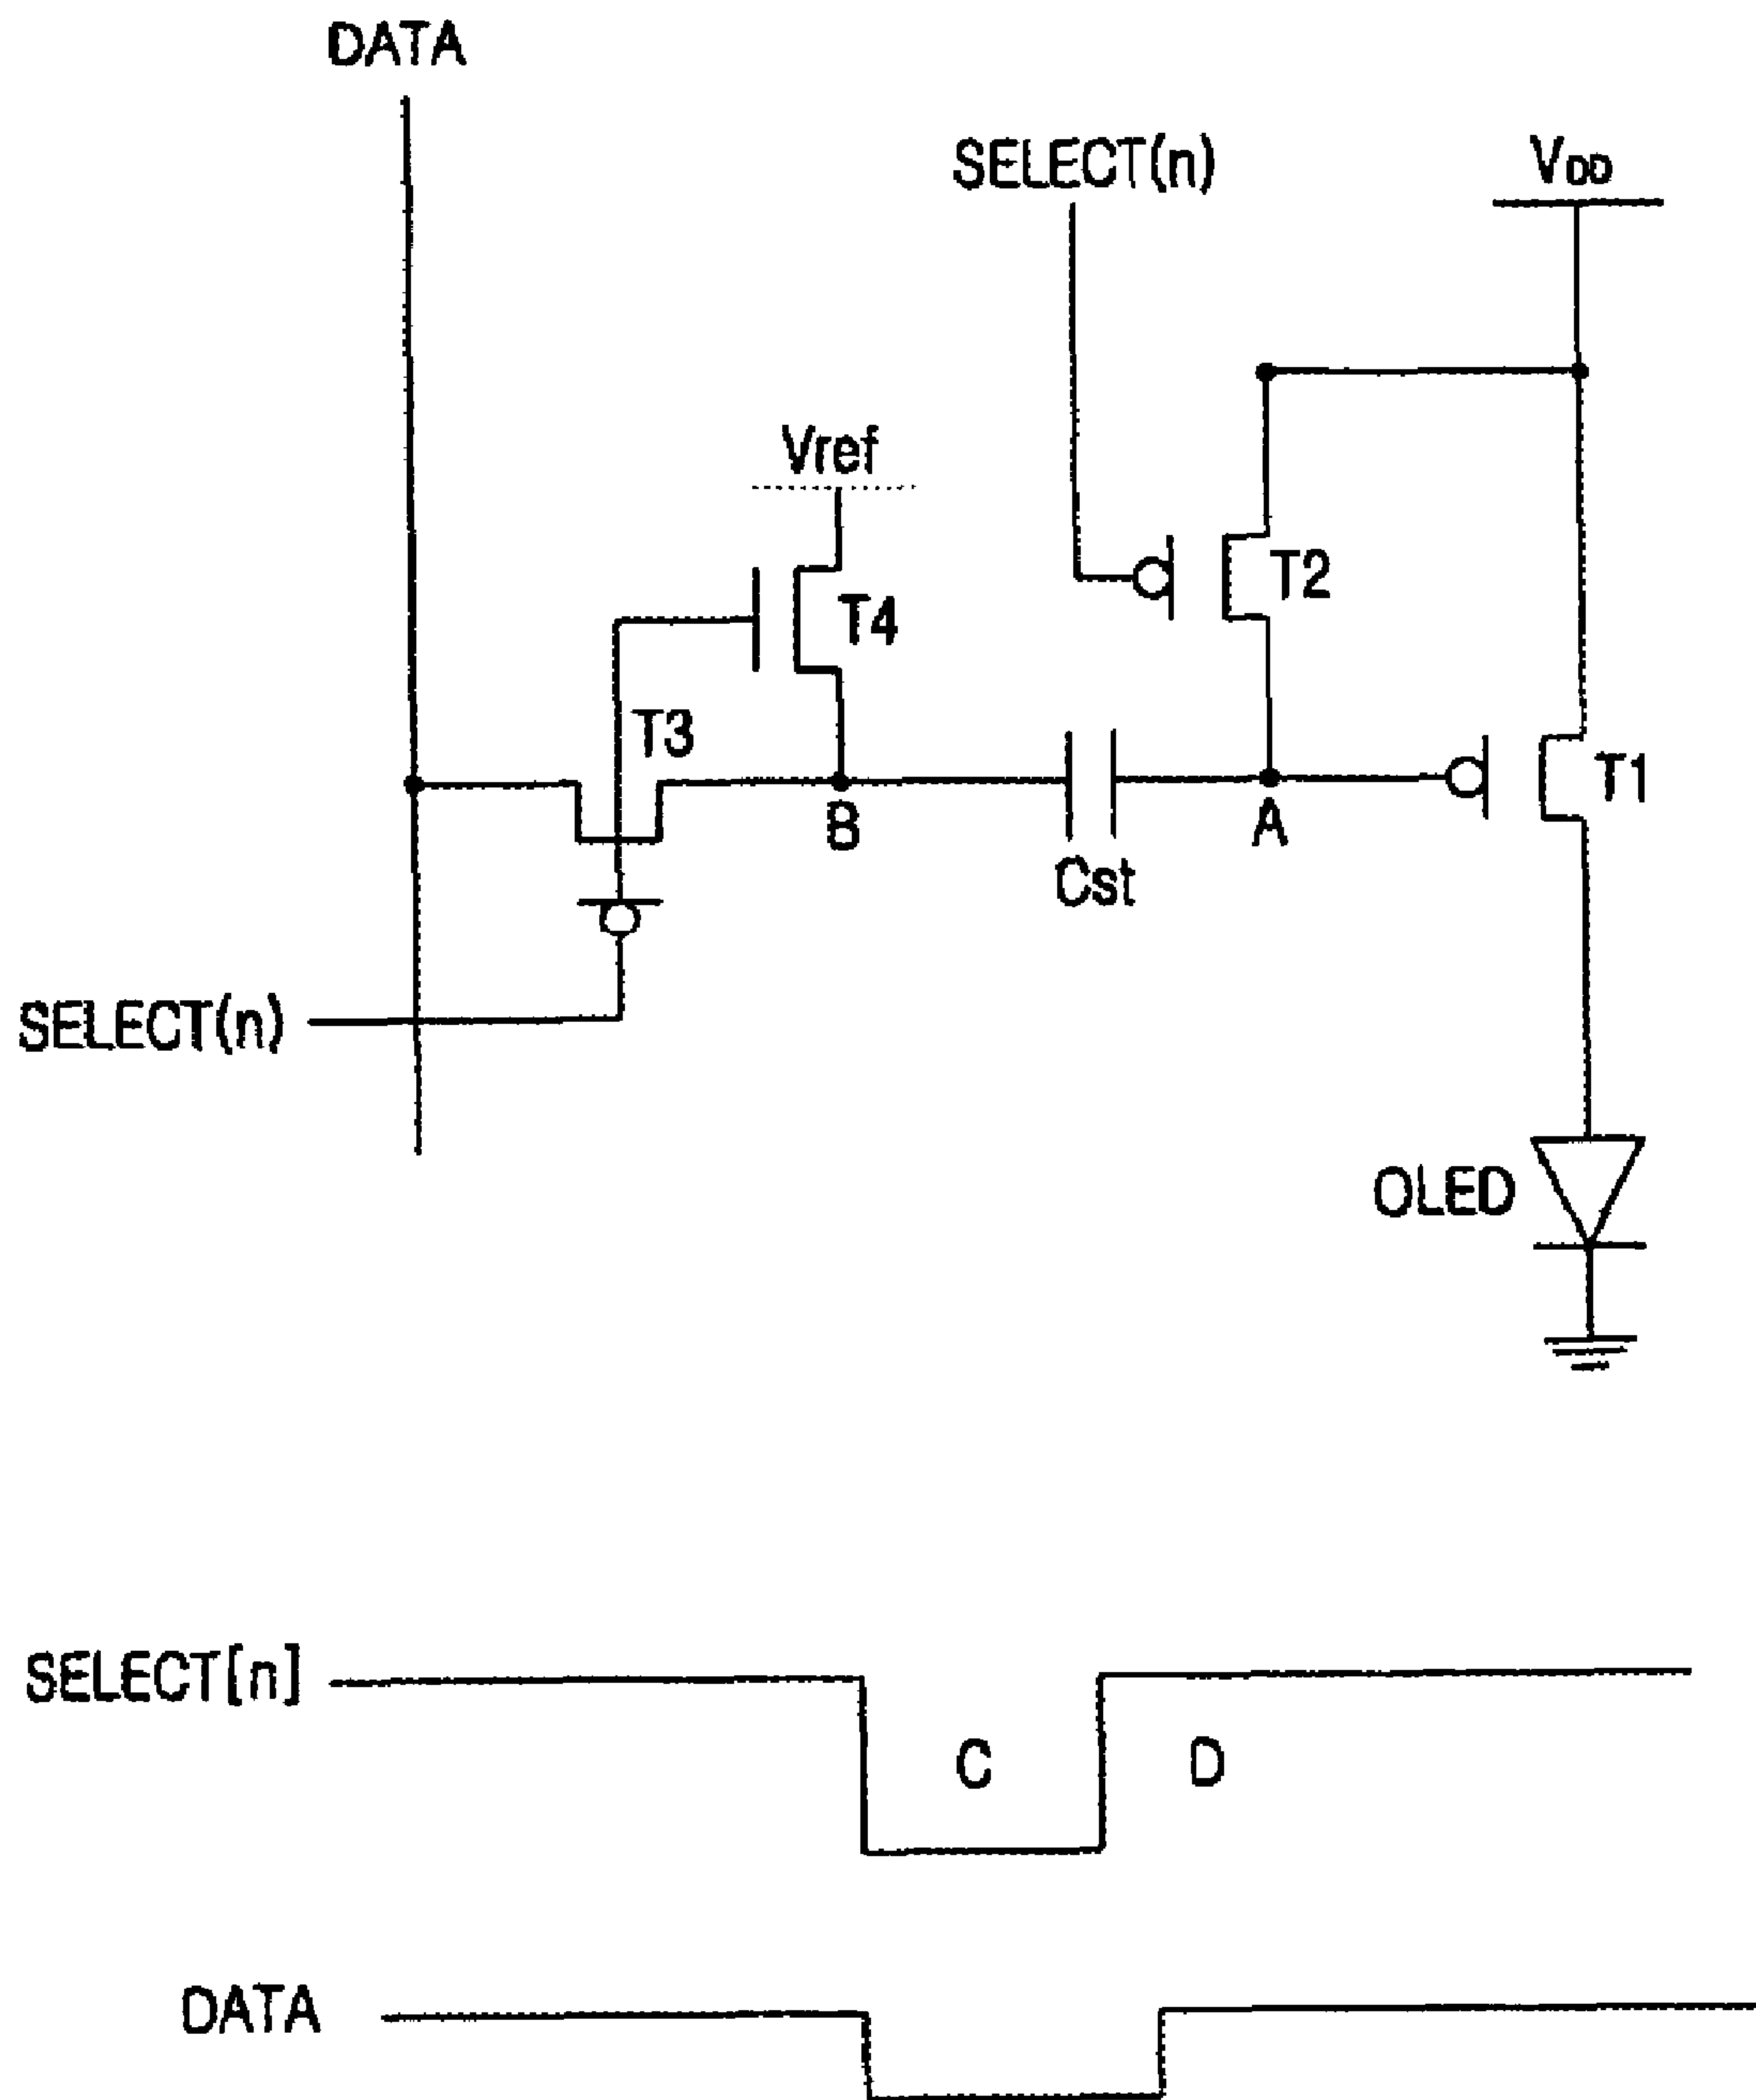 DATA
SELECT(n)
VDD
Vref
T2
T4
T3
T1
B
A
Cst
SELECT(n)
OLED
SELECT[n]
C
D
DATA